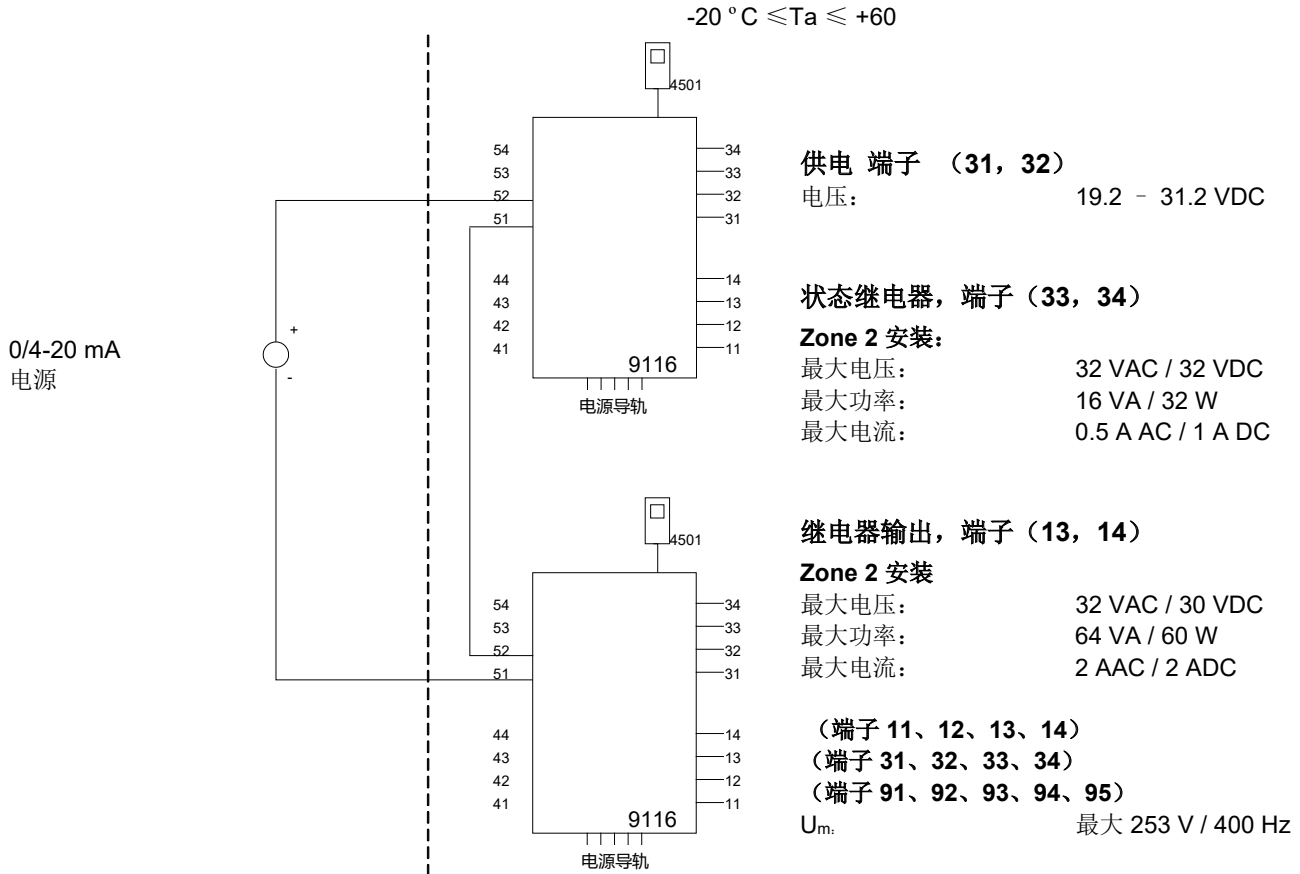 -20 ºC ≤Ta ≤ +60
4501
54
53
52
51
44
43
42
41
34
33
32
31
14
13
12
11
9116
电源导轨
0/4-20 mA
电源
+
-
4501
54
53
52
51
44
43
42
41
34
33
32
31
14
13
12
11
9116
电源导轨
供电 端子 （31，32）
电压： 19.2 – 31.2 VDC
状态继电器，端子（33，34）
Zone 2 安装：
最大电压： 32 VAC / 32 VDC
最大功率： 16 VA / 32 W
最大电流： 0.5 A AC / 1 A DC
继电器输出，端子（13，14）
Zone 2 安装
最大电压： 32 VAC / 30 VDC
最大功率： 64 VA / 60 W
最大电流： 2 AAC / 2 ADC
（端子 11、12、13、14）
（端子 31、32、33、34）
（端子 91、92、93、94、95）
Um： 最大 253 V / 400 Hz